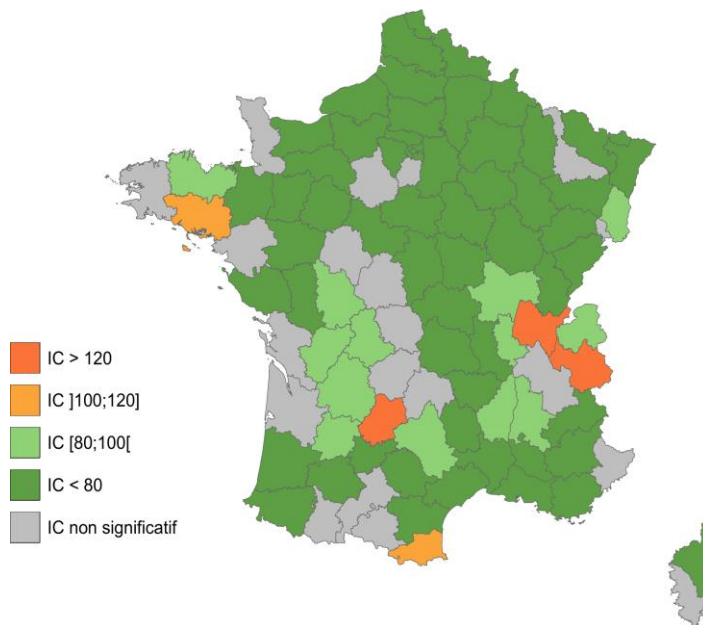 IC > 120
IC ]100;120]
IC [80;100[
IC < 80
IC non significatif